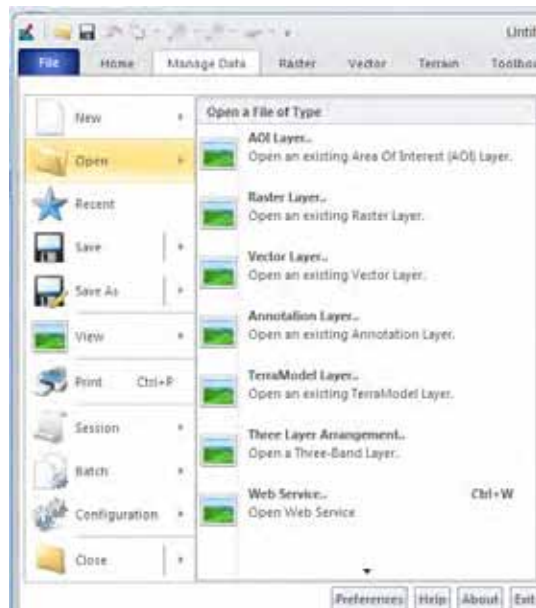 Untit
File Home Manage Data Raster Vector Terrain Toolbox
New
Open
Recent
Save
Save As
View
Print Ctrl+P
Session
Batch
Configuration
Close
Open a File of Type
AOI Layer..
Open an existing Area Of Interest (AOI) Layer.
Raster Layer..
Open an existing Raster Layer.
Vector Layer..
Open an existing Vector Layer.
Annotation Layer..
Open an existing Annotation Layer.
TerraModel Layer..
Open an existing TerraModel Layer.
Three Layer Arrangement..
Open a Three-Band Layer.
Web Service.. Ctrl+W
Open Web Service
Preferences Help About Exit